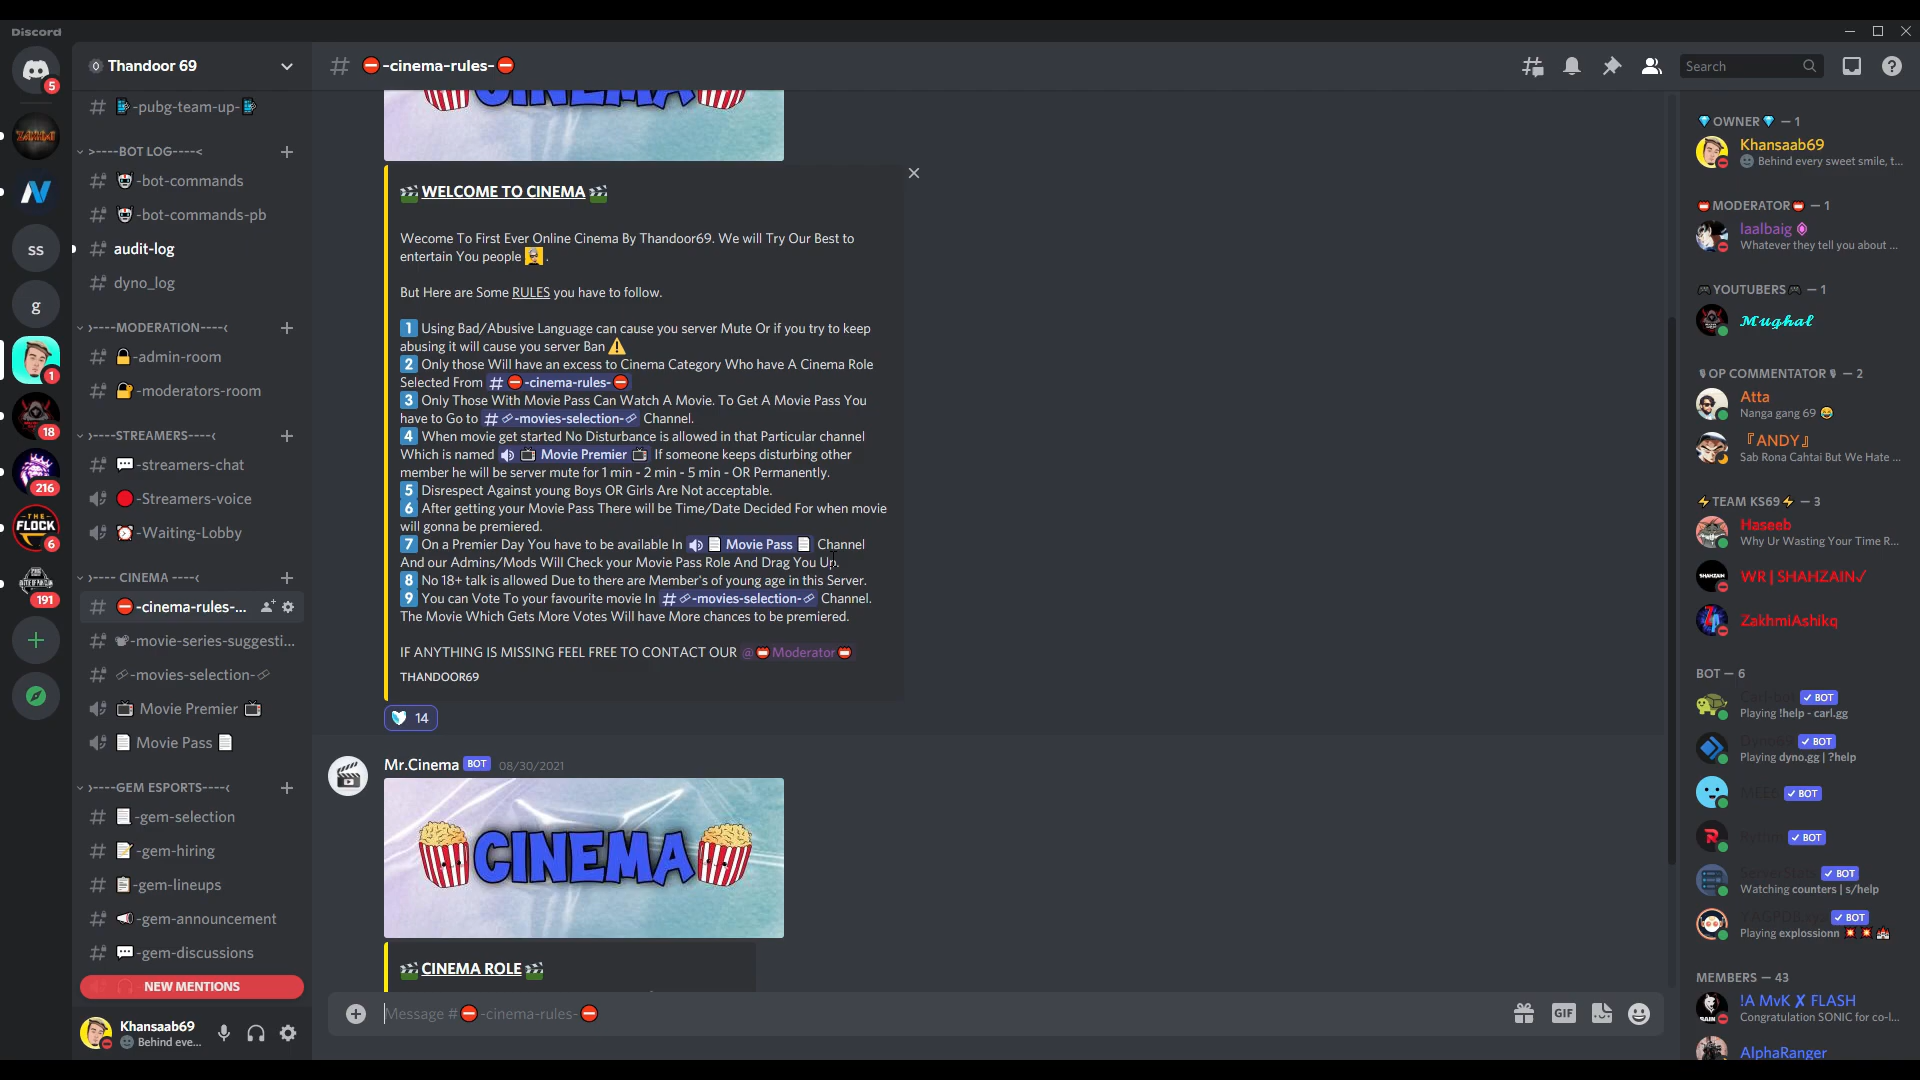 Discord
Thandoor 69
-pubg-team-up-
>----BOT LOG----<
-bot-commands
-bot-commands-pb
audit-log
dyno_log
>----MODERATION----<
-admin-room
-moderators-room
>----STREAMERS----<
-streamers-chat
-Streamers-voice
-Waiting-Lobby
>---- CINEMA ----<
-cinema-rules-...
-movie-series-suggesti...
-movies-selection-
Movie Premier
Movie Pass
>----GEM ESPORTS----<
-gem-selection
-gem-hiring
-gem-lineups
-gem-announcement
-gem-discussions
NEW MENTIONS
Khansaab69
Behind eve...
5
ss
g
1
18
216
THE FLOCK
6
191
# -cinema-rules-
Search
CINEMA
WELCOME TO CINEMA
Wecome To First Ever Online Cinema By Thandoor69. We will Try Our Best to
entertain You people .
But Here are Some RULES you have to follow.
1 Using Bad/Abusive Language can cause you server Mute Or if you try to keep
abusing it will cause you server Ban
2 Only those Will have an excess to Cinema Category Who have A Cinema Role
Selected From # -cinema-rules-
3 Only Those With Movie Pass Can Watch A Movie. To Get A Movie Pass You
have to Go to # -movies-selection- Channel.
4 When movie get started No Disturbance is allowed in that Particular channel
Which is named Movie Premier If someone keeps disturbing other
member he will be server mute for 1 min - 2 min - 5 min - OR Permanently.
5 Disrespect Against young Boys OR Girls Are Not acceptable.
6 After getting your Movie Pass There will be Time/Date Decided For when movie
will gonna be premiered.
7 On a Premier Day You have to be available In Movie Pass Channel
And our Admins/Mods Will Check your Movie Pass Role And Drag You Up.
8 No 18+ talk is allowed Due to there are Member's of young age in this Server.
9 You can Vote To your favourite movie In # -movies-selection- Channel.
The Movie Which Gets More Votes Will have More chances to be premiered.
IF ANYTHING IS MISSING FEEL FREE TO CONTACT OUR @ Moderator
THANDOOR69
14
Mr.Cinema BOT 08/30/2021
CINEMA
CINEMA ROLE
Message # -cinema-rules-
GIF
OWNER — 1
Khansaab69
Behind every sweet smile, t...
MODERATOR — 1
laalbaig
Whatever they tell you about ...
YOUTUBERS — 1
𝓜𝓾𝓰𝓱𝓪𝓵
OP COMMENTATOR — 2
Atta
Nanga gang 69
『ANDY』
Sab Rona Cahtai But We Hate ...
TEAM KS69 — 3
Haseeb
Why Ur Wasting Your Time R...
WR | SHAHZAIN✓
ZakhmiAshikq
BOT — 6
Carl-bot BOT
Playing !help - carl.gg
BOT
Playing dyno.gg | ?help
MEE6 BOT
BOT
ServerStats BOT
Watching counters | s/help
BOT
Playing explossionn
MEMBERS — 43
!A MvK X FLASH
Congratulation SONIC for co-l...
AlphaRanger